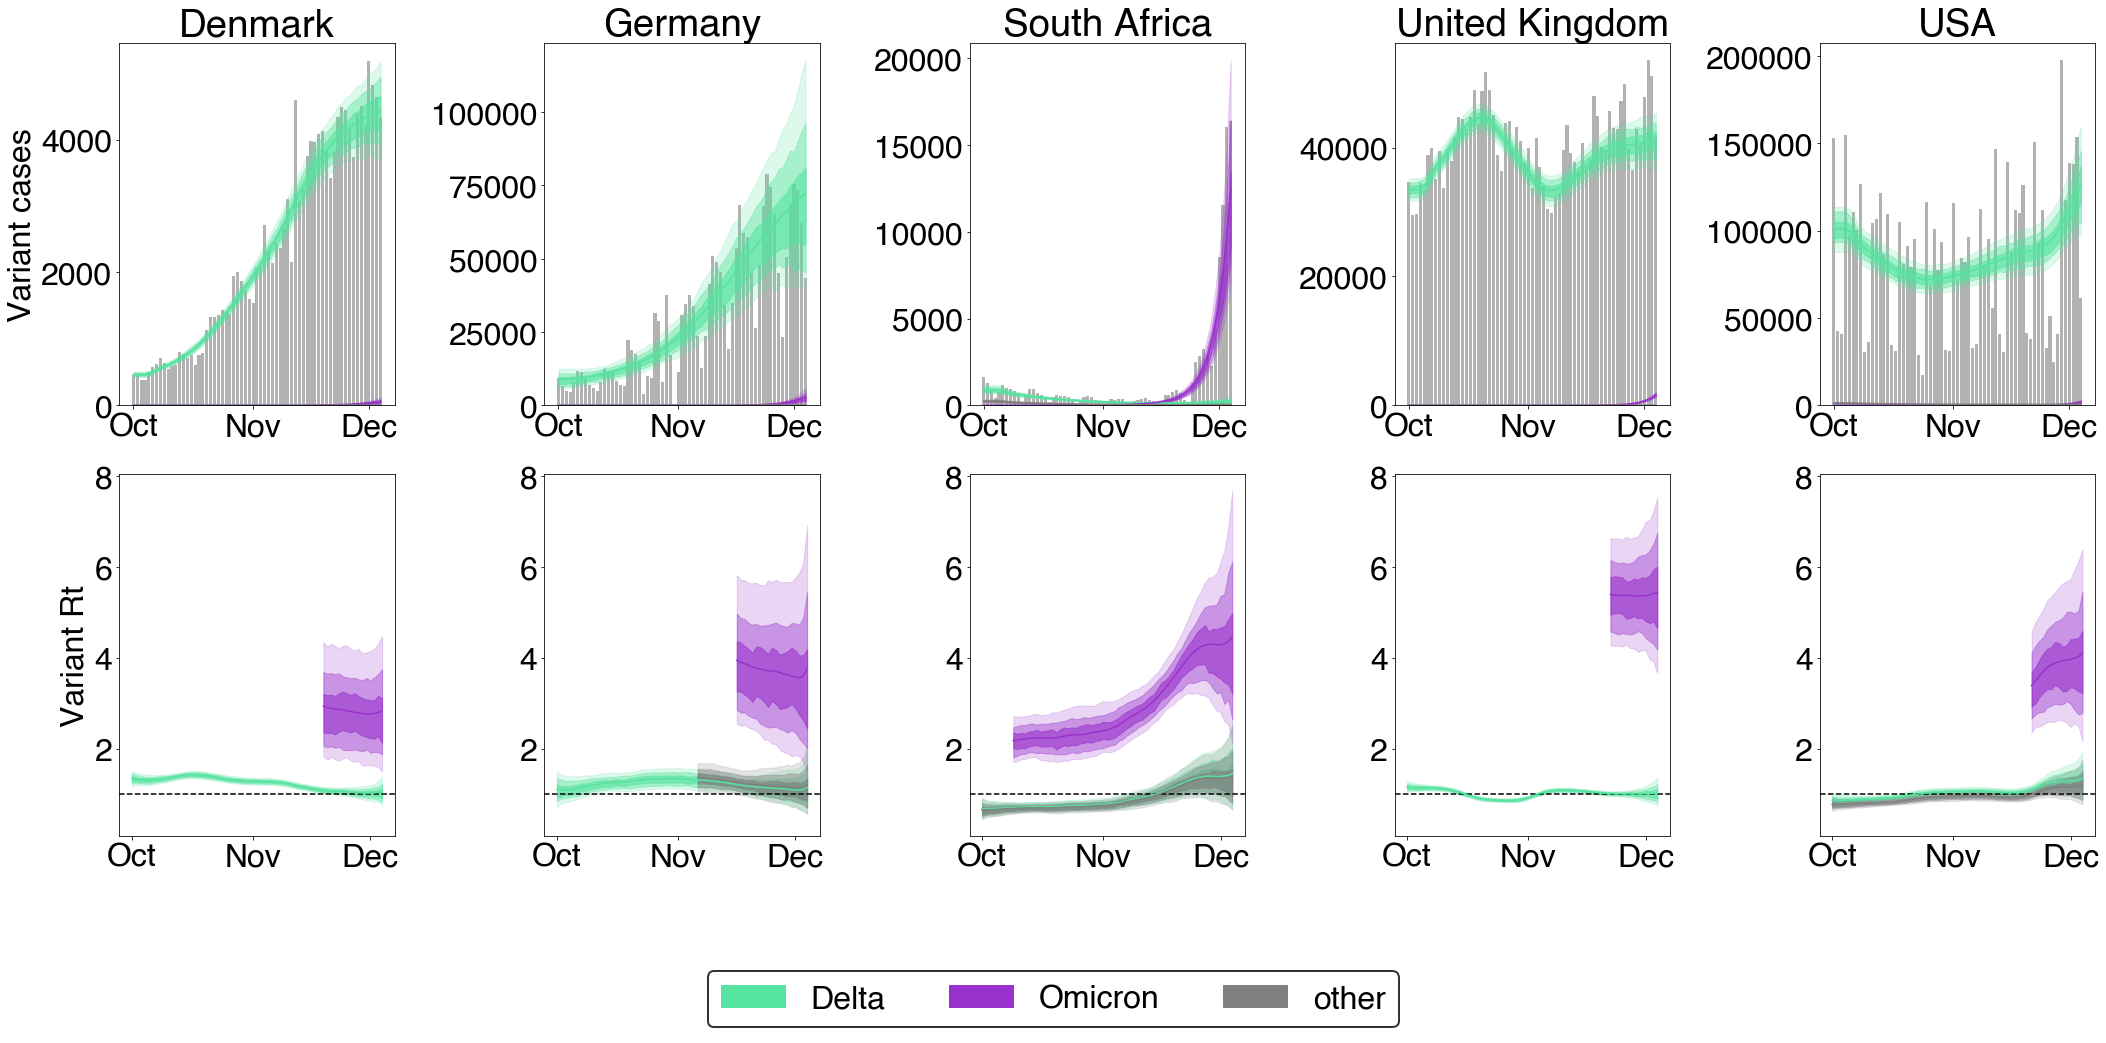 Denmark
Germany
South Africa
United Kingdom
USA
Variant cases
4000
2000
0
Oct
Nov
Dec
100000
75000
50000
25000
0
Oct
Nov
Dec
20000
15000
10000
5000
0
Oct
Nov
Dec
40000
20000
0
Oct
Nov
Dec
200000
150000
100000
50000
0
Oct
Nov
Dec
Variant Rt
8
6
4
2
Oct
Nov
Dec
8
6
4
2
Oct
Nov
Dec
8
6
4
2
Oct
Nov
Dec
8
6
4
2
Oct
Nov
Dec
8
6
4
2
Oct
Nov
Dec
Delta
Omicron
other